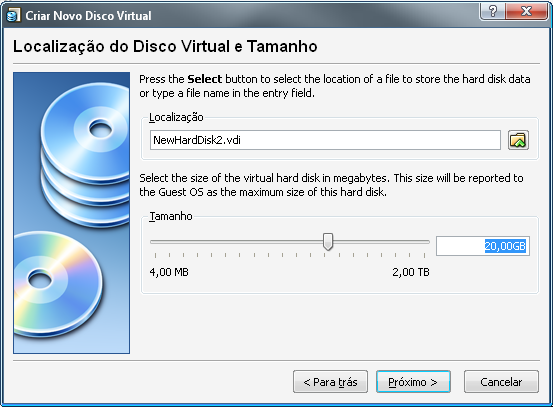 Criar Novo Disco Virtual
Localização do Disco Virtual e Tamanho
Press the Select button to select the location of a file to store the hard disk data
or type a file name in the entry field.
Localização
NewHardDisk2.vdi
Select the size of the virtual hard disk in megabytes. This size will be reported to
the Guest OS as the maximum size of this hard disk.
Tamanho
20,00GB
4,00 MB 2,00 TB
< Para trás Próximo > Cancelar